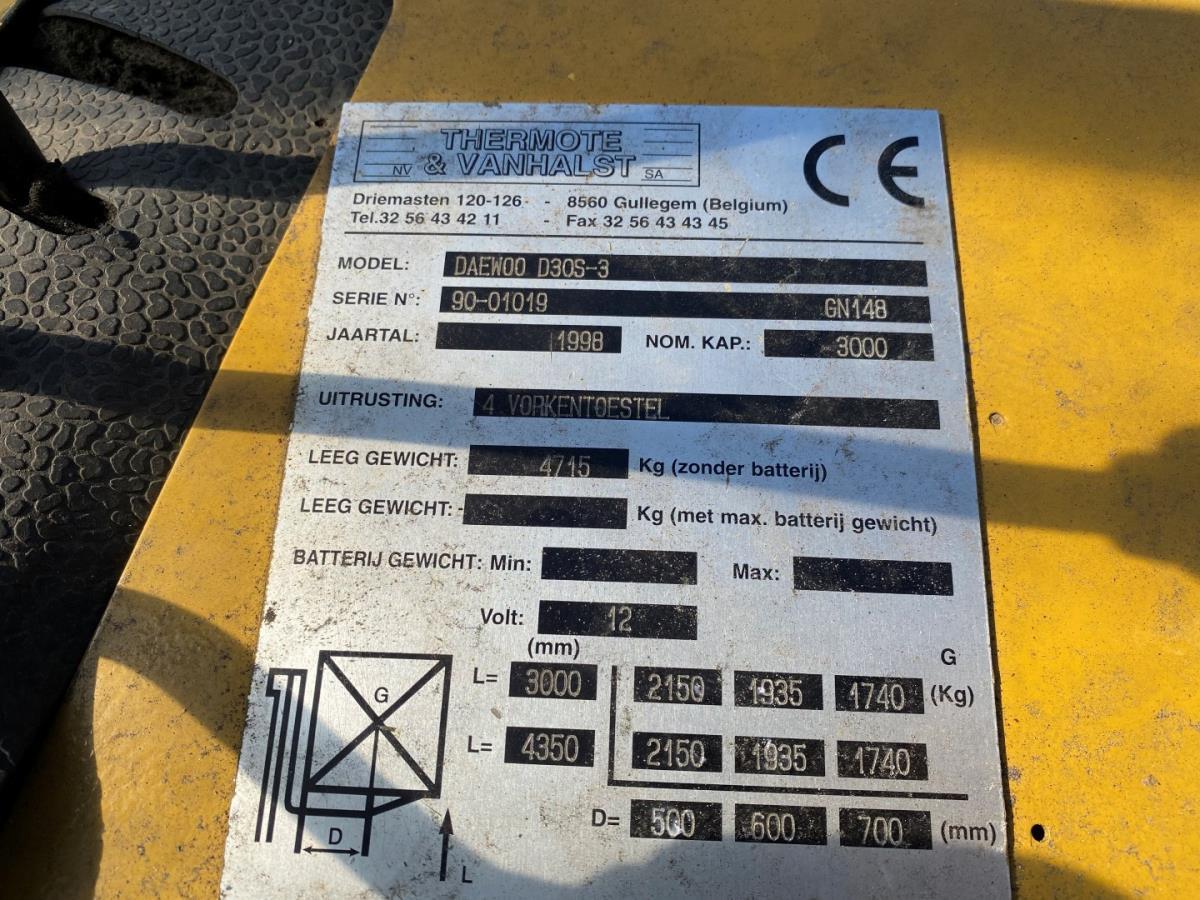 THERMOTE
NV & VANHALST SA
CE
Driemasten 120-126 - 8560 Gullegem (Belgium)
Tel.32 56 43 42 11 - Fax 32 56 43 43 45
MODEL: DAEWOO D30S-3
SERIE N°: 90-01019 GN148
JAARTAL: 1998 NOM. KAP.: 3000
UITRUSTING: 4 VORKENTOESTEL
LEEG GEWICHT: 4715 Kg (zonder batterij)
LEEG GEWICHT: Kg (met max. batterij gewicht)
BATTERIJ GEWICHT: Min: Max:
Volt: 12
(mm) G
G L= 3000 2150 1935 1740 (Kg)
L= 4350 2150 1935 1740
D D= 500 600 700 (mm)
L